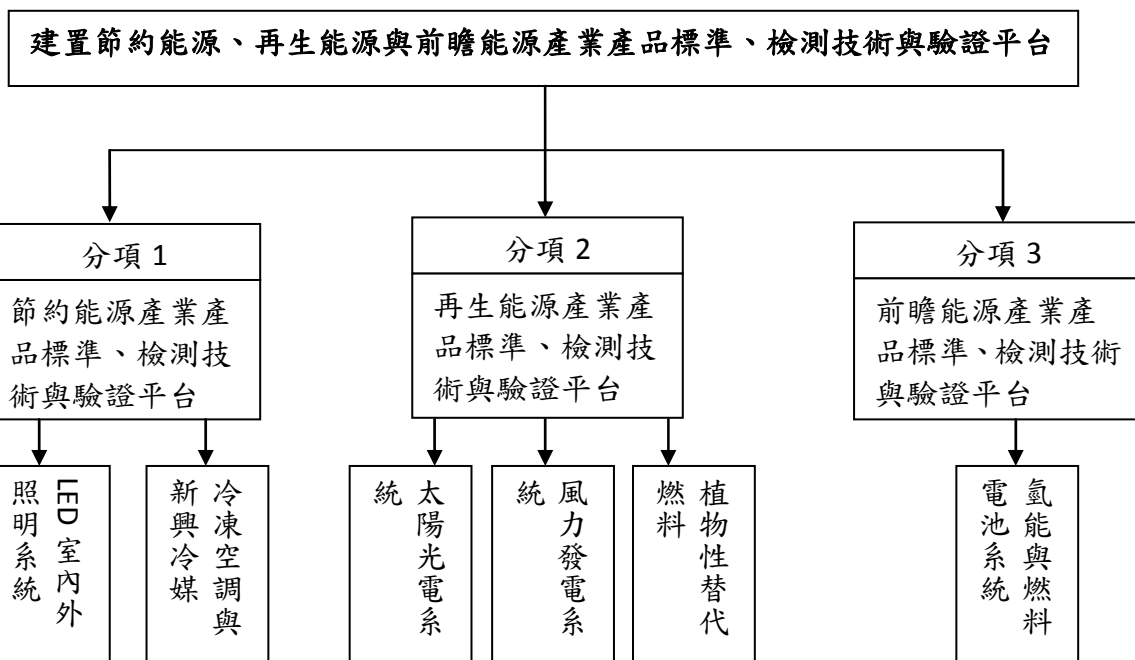 建置節約能源、再生能源與前瞻能源產業產品標準、檢測技術與驗證平台
分項 1
節約能源產業產
品標準、檢測技
術與驗證平台
分項 2
再生能源產業產
品標準、檢測技
術與驗證平台
分項 3
前瞻能源產業產
品標準、檢測技術
與驗證平台
LED 室內外
照明系統
冷凍空調與
新興冷媒
太陽光電系
統
風力發電系
統
植物性替代
燃料
氫能與燃料
電池系統